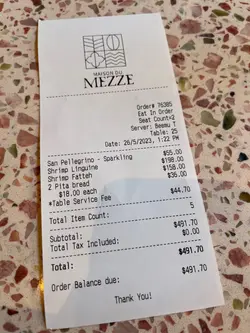 MAISON DU
MEZZE
Order# 76385
Eat In Order
Seat Count=2
Server: Beemu T
Table: 25
Date: 26/5/2023, 1:22 PM
San Pellegrino - Sparkling $55.00
Shrimp Linguine $198.00
Shrimp Fatteh $158.00
2 Pita bread $36.00
$18.00 each
*Table Service Fee $44.70
Total Item Count: 5
Subtotal: $491.70
Total Tax Included: $0.00
Total: $491.70
Order Balance due: $491.70
Thank You!